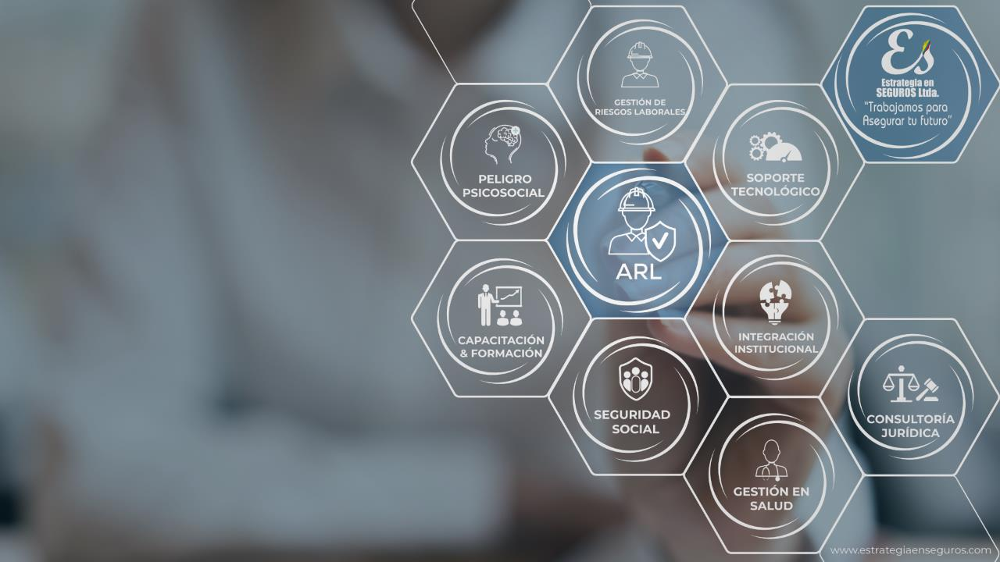 GESTIÓN DE
RIESGOS LABORALES
Es
Estrategia en
SEGUROS Ltda.
“Trabajamos para
Asegurar tu futuro”
PELIGRO
PSICOSOCIAL
SOPORTE
TECNOLÓGICO
ARL
CAPACITACIÓN
& FORMACIÓN
INTEGRACIÓN
INSTITUCIONAL
SEGURIDAD
SOCIAL
CONSULTORÍA
JURÍDICA
GESTIÓN EN
SALUD
www.estrategiaenseguros.com